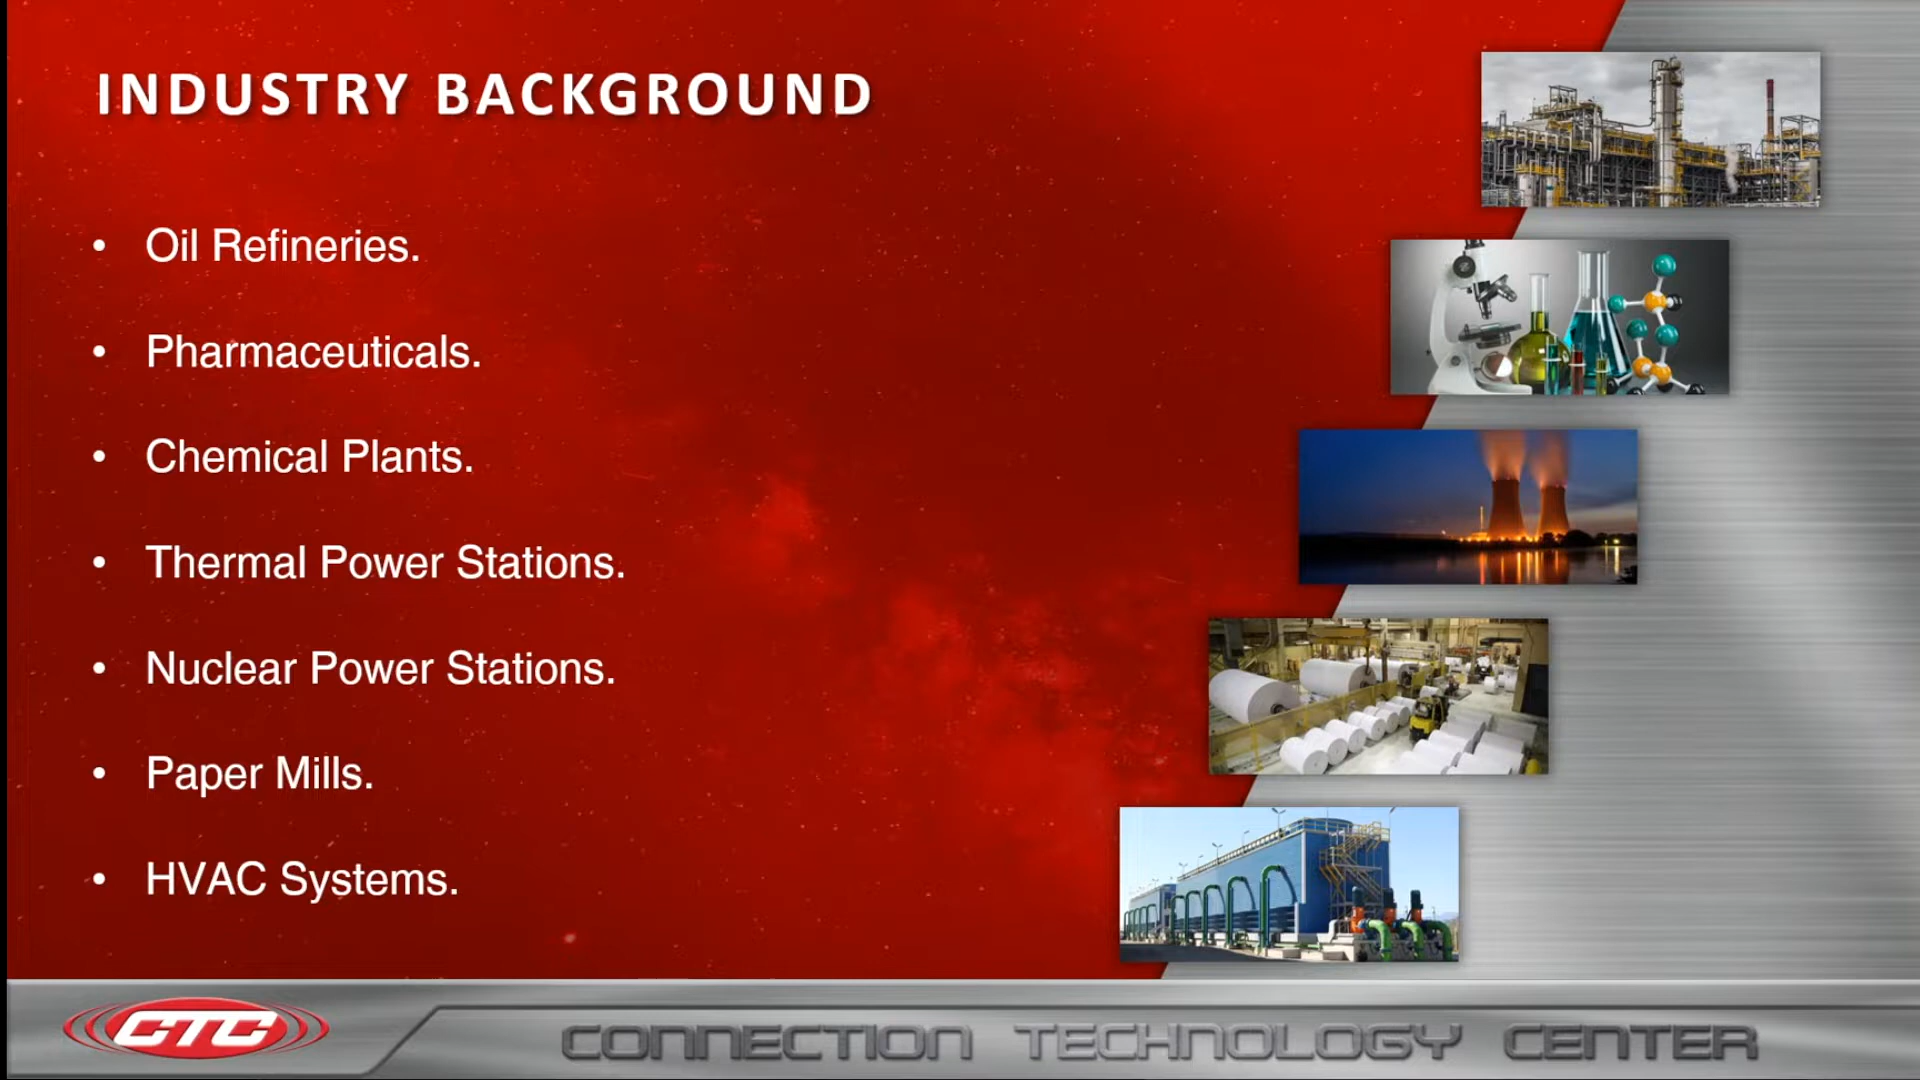 INDUSTRY BACKGROUND
• Oil Refineries.
• Pharmaceuticals.
• Chemical Plants.
• Thermal Power Stations.
• Nuclear Power Stations.
• Paper Mills.
• HVAC Systems.
CTC CONNECTION TECHNOLOGY CENTER